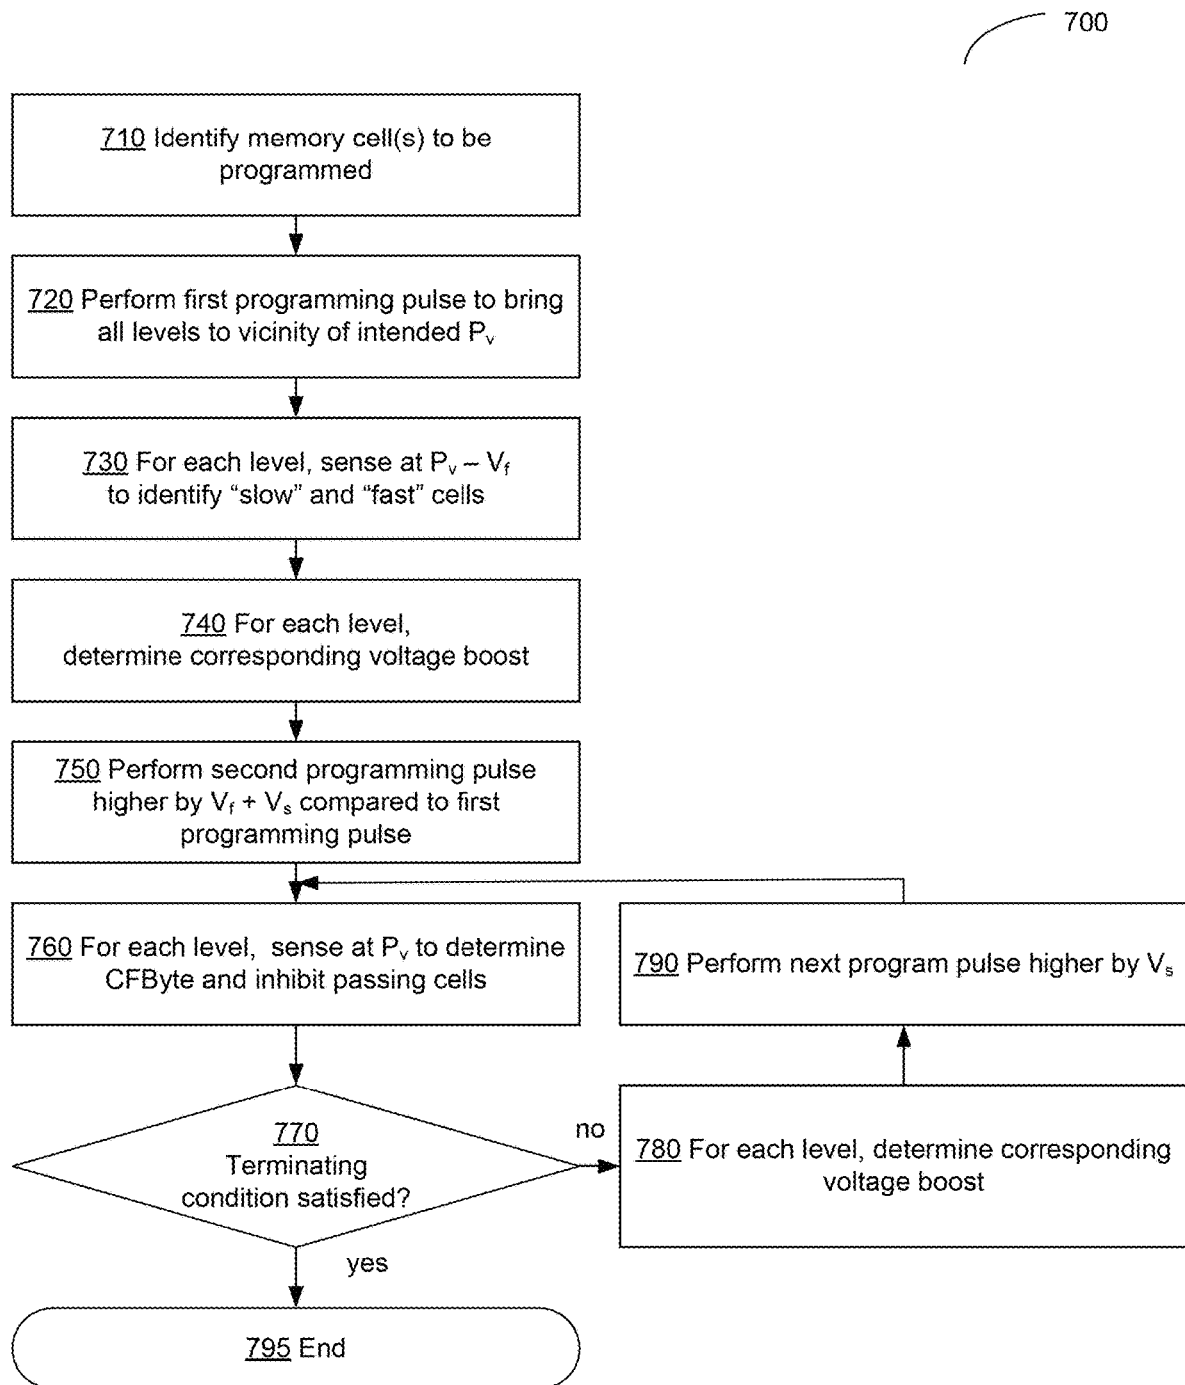 700
710 Identify memory cell(s) to be
programmed
720 Perform first programming pulse to bring
all levels to vicinity of intended Pv
730 For each level, sense at Pv – Vf
to identify “slow” and “fast” cells
740 For each level,
determine corresponding voltage boost
750 Perform second programming pulse
higher by Vf + Vs compared to first
programming pulse
760 For each level, sense at Pv to determine
CFByte and inhibit passing cells
790 Perform next program pulse higher by Vs
770
Terminating
condition satisfied?
no
780 For each level, determine corresponding
voltage boost
yes
795 End